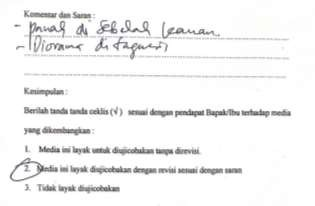 Komentar dan Saran :
- panah di sebelah kanan
- Diorama di
Kesimpulan :
Berilah tanda tanda ceklis (√) sesuai dengan pendapat Bapak/Ibu terhadap media
yang dikembangkan :
1. Media ini layak untuk diujicobakan tanpa direvisi.
2. Media ini layak diujicobakan dengan revisi sesuai dengan saran
3. Tidak layak diujicobakan